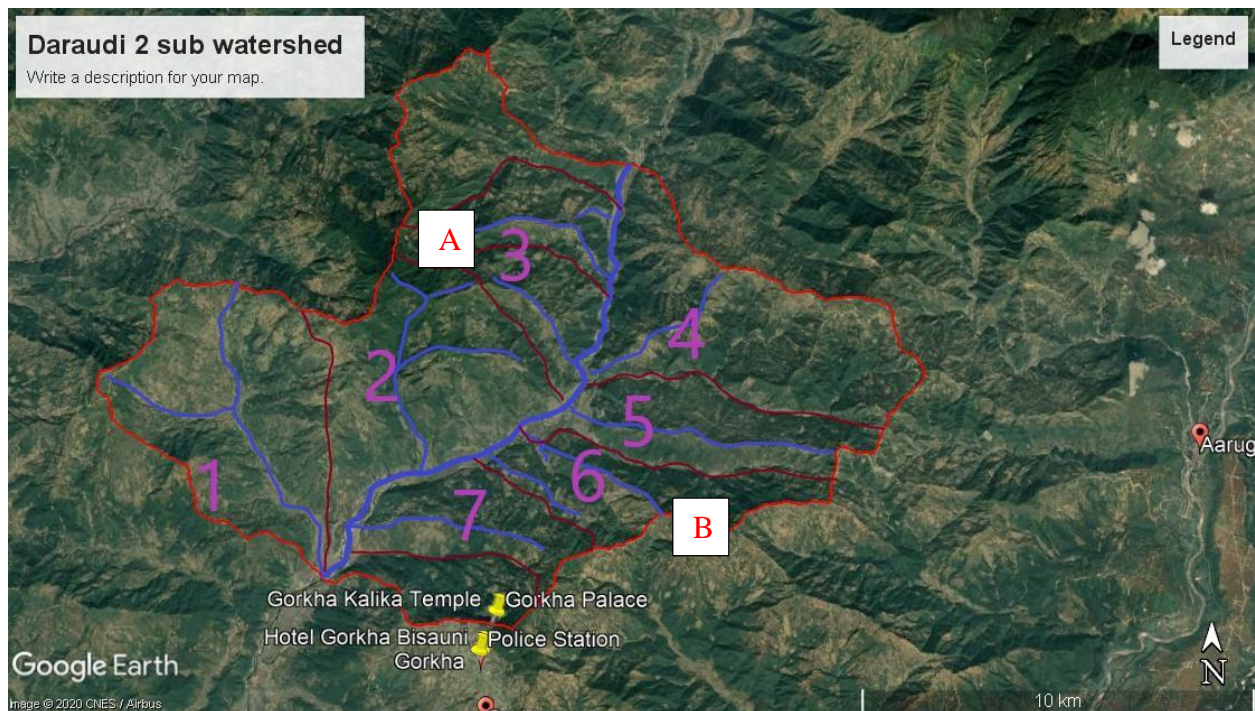 Daraudi 2 sub watershed
Write a description for your map.
Legend
A
3
4
2
5
1
6
7
B
Aarug
Gorkha Kalika Temple
Gorkha Palace
Hotel Gorkha Bisauni
Police Station
Gorkha
Google Earth
Image © 2020 CNES / Airbus
10 km
N